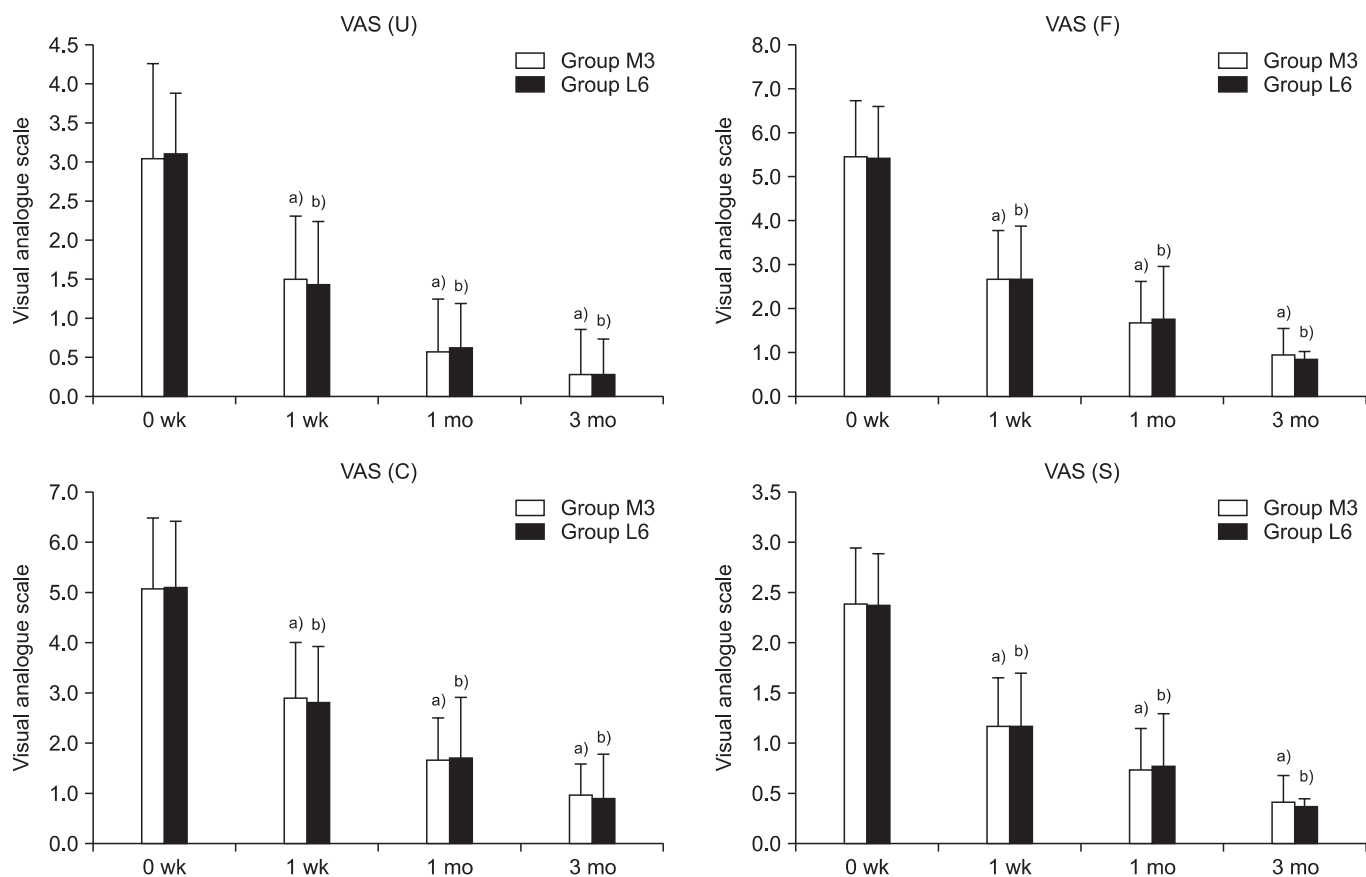 VAS (U)
Visual analogue scale
4.5
4.0
3.5
3.0
2.5
2.0
1.5
1.0
0.5
0.0
Group M3
Group L6
a) b)
a) b)
a) b)
0 wk 1 wk 1 mo 3 mo
VAS (F)
Visual analogue scale
8.0
7.0
6.0
5.0
4.0
3.0
2.0
1.0
0.0
Group M3
Group L6
a) b)
a) b)
a) b)
0 wk 1 wk 1 mo 3 mo
VAS (C)
Visual analogue scale
7.0
6.0
5.0
4.0
3.0
2.0
1.0
0.0
Group M3
Group L6
a) b)
a) b)
a) b)
0 wk 1 wk 1 mo 3 mo
VAS (S)
Visual analogue scale
3.5
3.0
2.5
2.0
1.5
1.0
0.5
0.0
Group M3
Group L6
a) b)
a) b)
a) b)
0 wk 1 wk 1 mo 3 mo